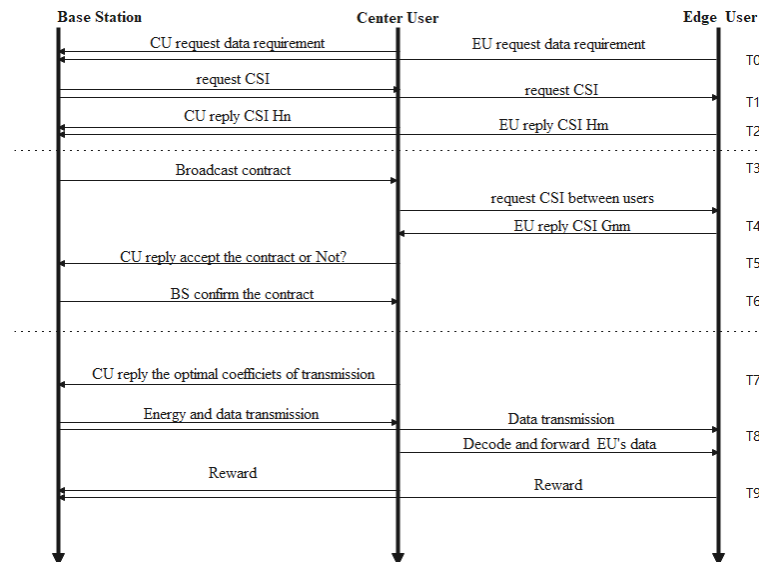 Base Station Center User Edge User
CU request data requirement EU request data requirement
T0
request CSI request CSI
T1
CU reply CSI Hn EU reply CSI Hm
T2
Broadcast contract T3
request CSI between users
EU reply CSI Gnm T4
CU reply accept the contract or Not? T5
BS confirm the contract T6
CU reply the optimal coefficiets of transmission T7
Energy and data transmission Data transmission
T8
Decode and forward EU's data
Reward Reward
T9